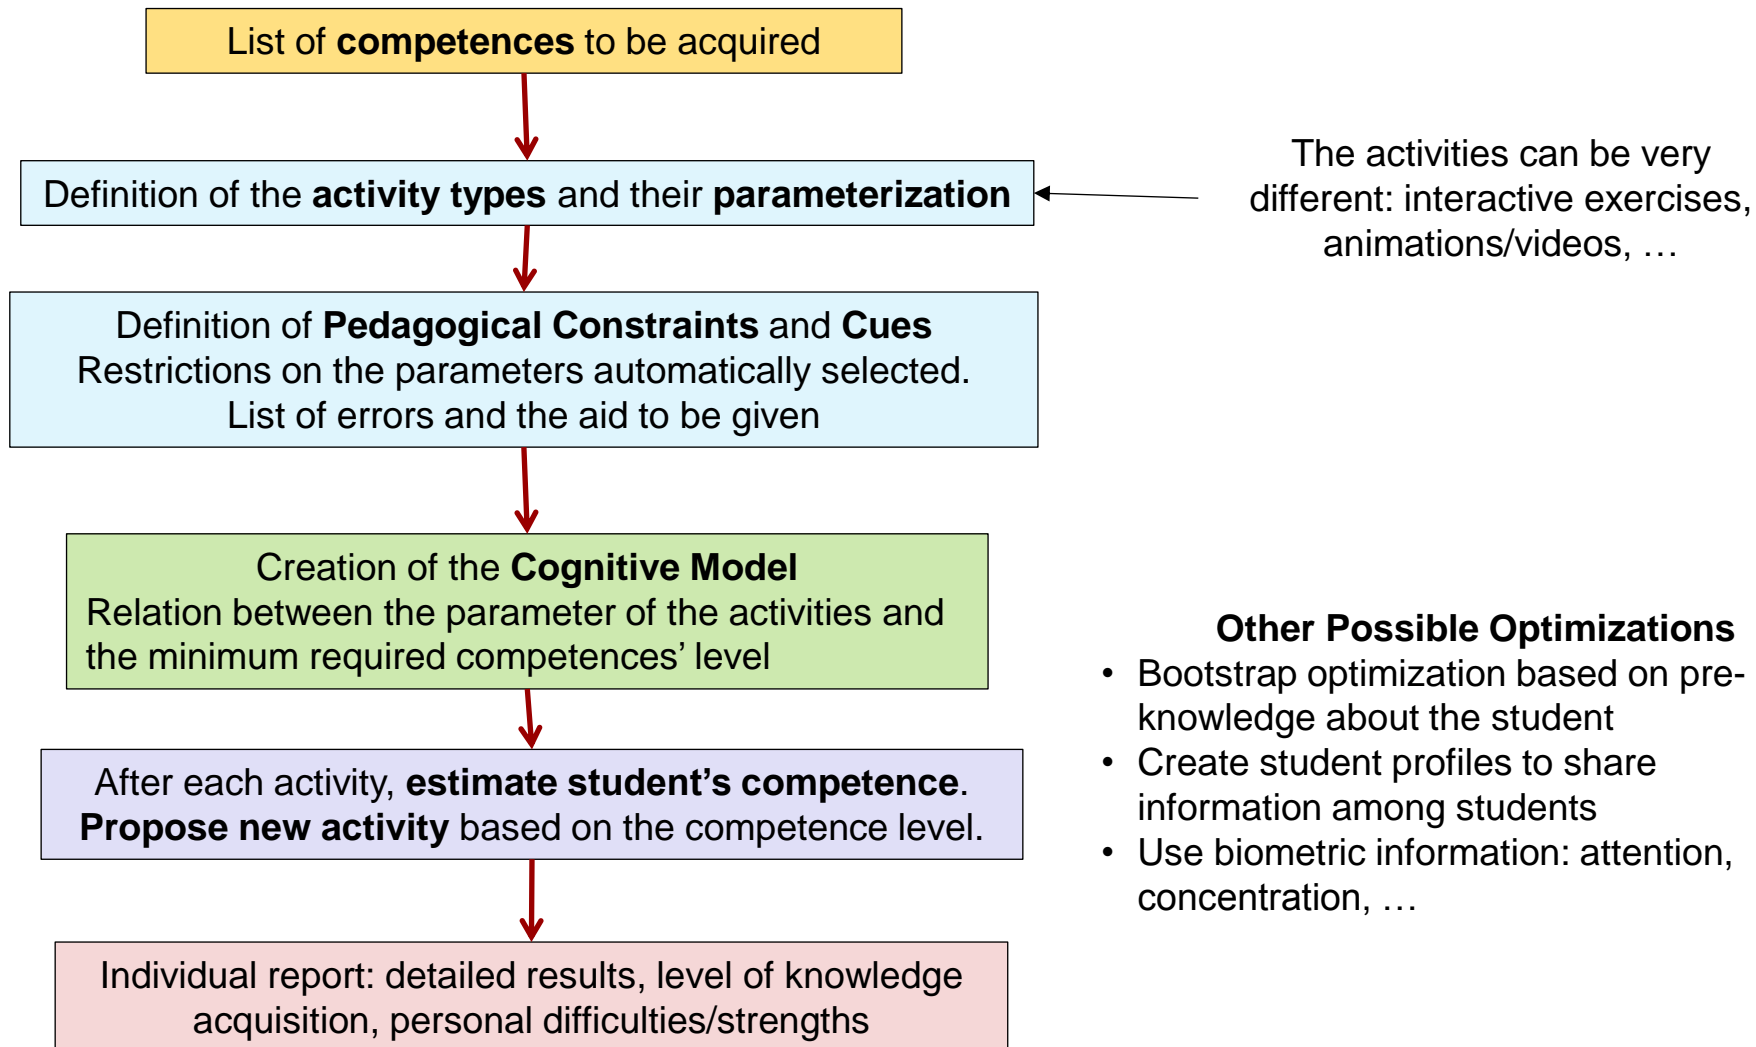 List of competences to be acquired
Definition of the activity types and their parameterization
The activities can be very
different: interactive exercises,
animations/videos, …
Definition of Pedagogical Constraints and Cues
Restrictions on the parameters automatically selected.
List of errors and the aid to be given
Creation of the Cognitive Model
Relation between the parameter of the activities and
the minimum required competences’ level
After each activity, estimate student’s competence.
Propose new activity based on the competence level.
Individual report: detailed results, level of knowledge
acquisition, personal difficulties/strengths
Other Possible Optimizations
• Bootstrap optimization based on pre-
knowledge about the student
• Create student profiles to share
information among students
• Use biometric information: attention,
concentration, …